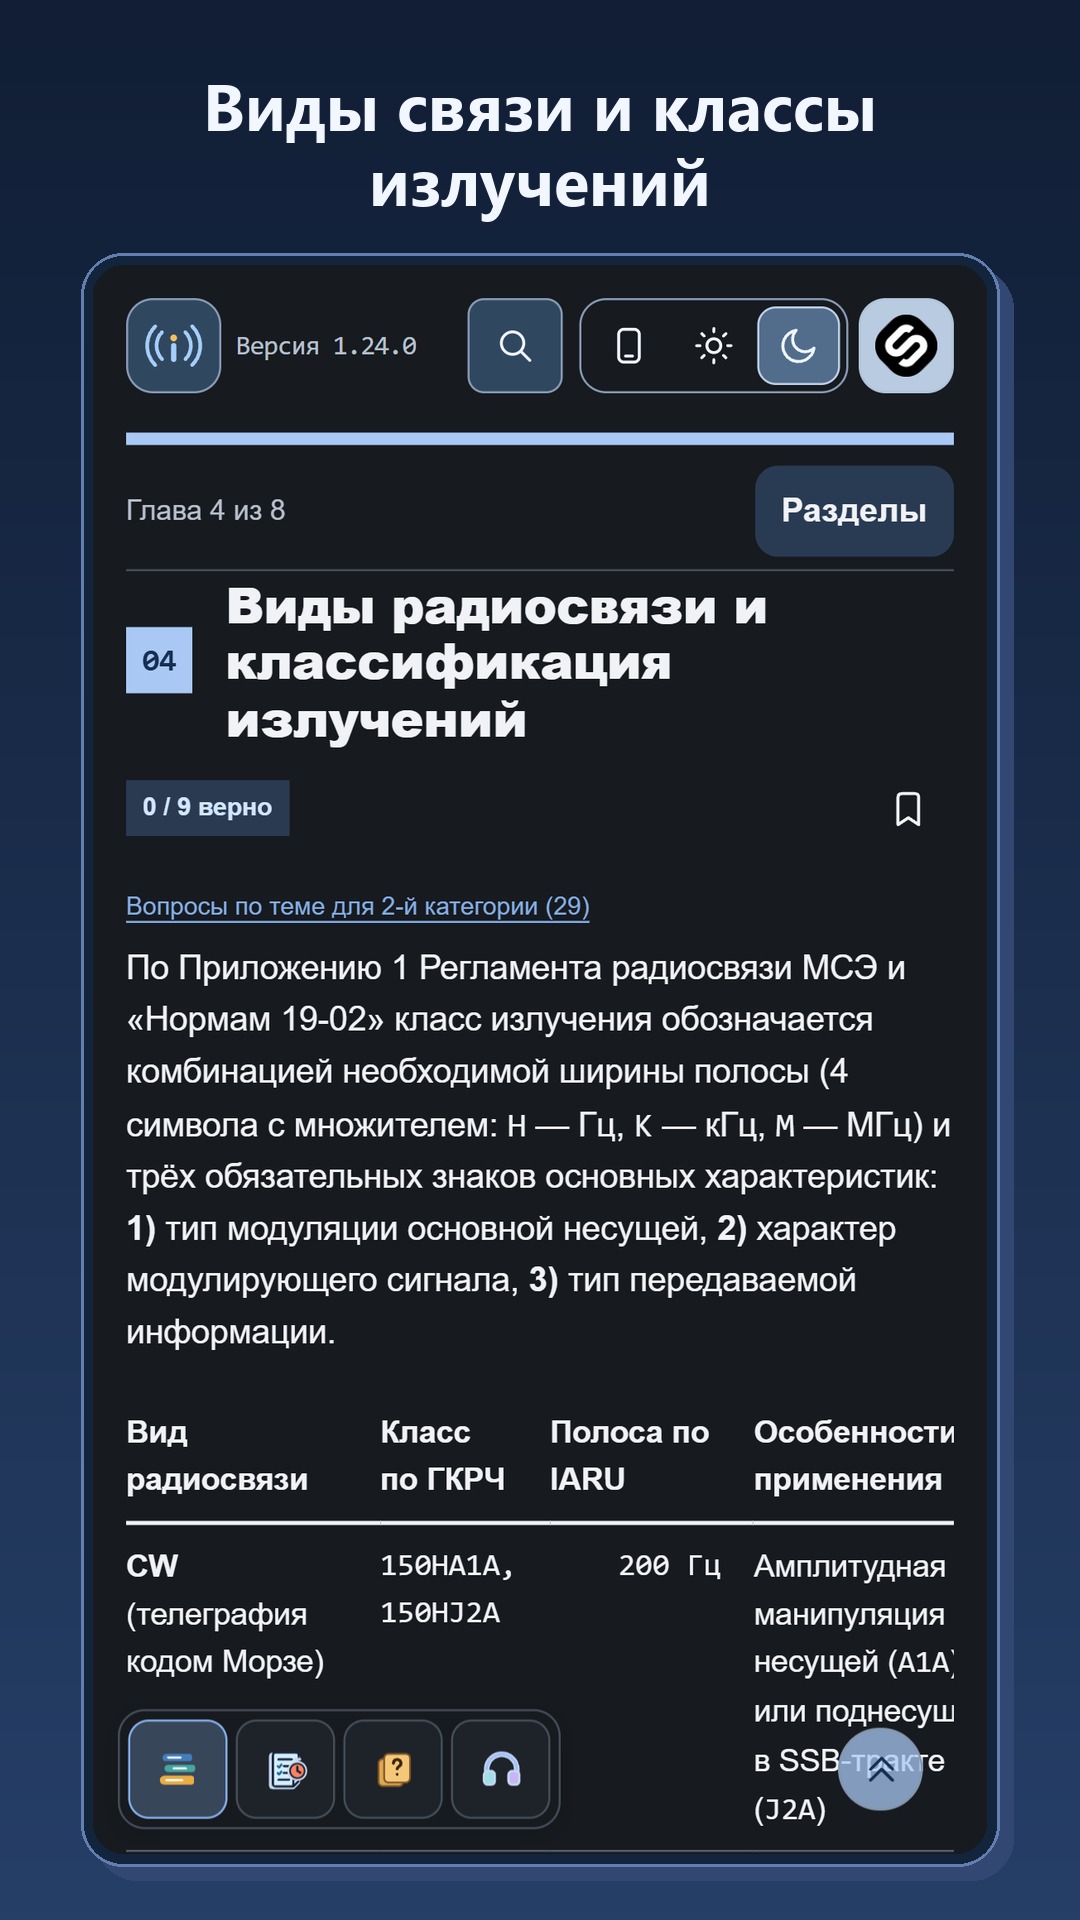 Виды связи и классы
излучений
Версия 1.24.0
Глава 4 из 8
Разделы
04
Виды радиосвязи и
классификация
излучений
0 / 9 верно
Вопросы по теме для 2-й категории (29)
По Приложению 1 Регламента радиосвязи МСЭ и
«Нормам 19-02» класс излучения обозначается
комбинацией необходимой ширины полосы (4
символа с множителем: H — Гц, K — кГц, M — МГц) и
трёх обязательных знаков основных характеристик:
1) тип модуляции основной несущей, 2) характер
модулирующего сигнала, 3) тип передаваемой
информации.
Вид
радиосвязи
Класс
по ГКРЧ
Полоса по
IARU
Особенности
применения
CW
(телеграфия
кодом Морзе)
150HA1A,
150HJ2A
200 Гц
Амплитудная
манипуляция
несущей (A1A)
или поднесущ
в SSB-тракте
(J2A)